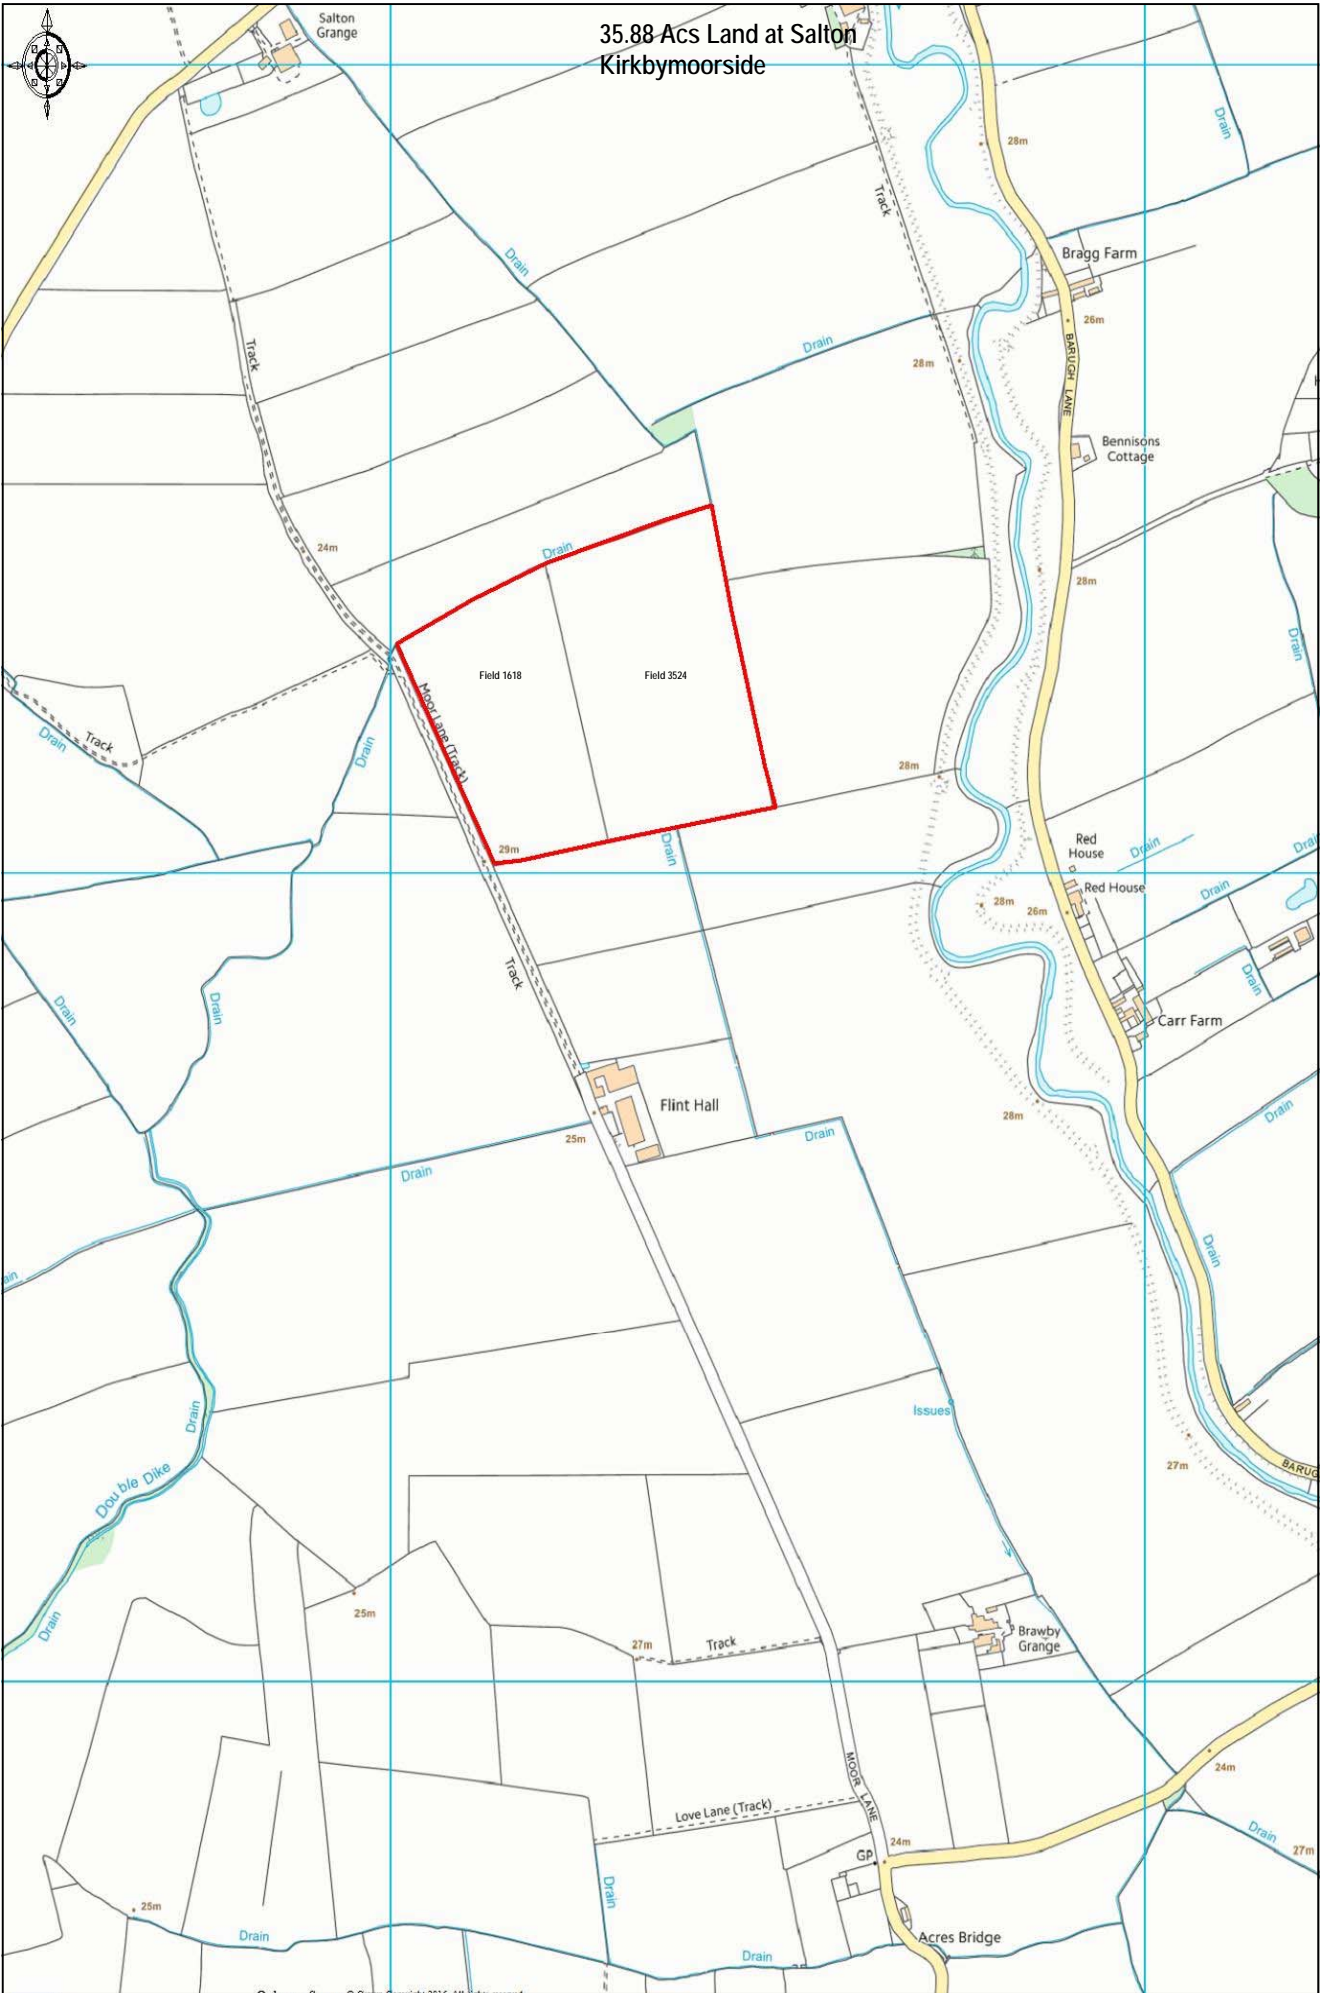 35.88 Acs Land at Salton
Kirkbymoorside
Salton
Grange
Drain
28m
Track
Bragg Farm
Drain
26m
Track
Drain
28m
BARUGH LANE
Bennisons
Cottage
24m
Drain
28m
Drain
Field 1618
Field 3524
Moor Lane (Track)
Drain
Track
Drain
28m
29m
Drain
Red
House
Drain
Red House
Drain
28m
26m
Track
Drain
Drain
Drain
Carr Farm
Flint Hall
28m
Drain
25m
Drain
Drain
Drain
Issues
Drain
Double Dike
27m
BARUG
Drain
25m
27m
Track
Brawby
Grange
MOOR LANE
24m
Love Lane (Track)
24m
GP
Drain
27m
Drain
25m
Drain
Drain
Acres Bridge